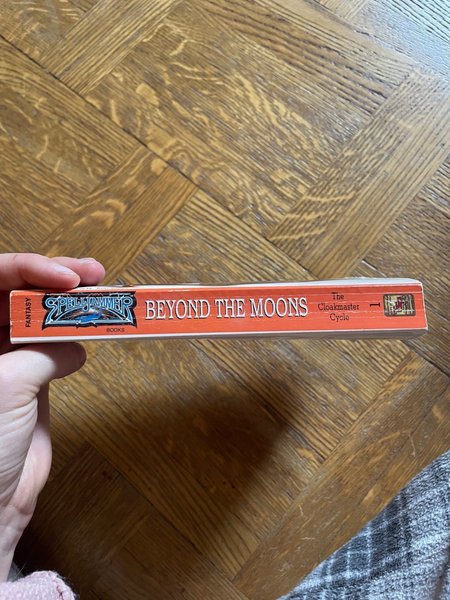 FANTASY
SPELLJAMMER
BOOKS
BEYOND THE MOONS
The
Cloakmaster
Cycle
1